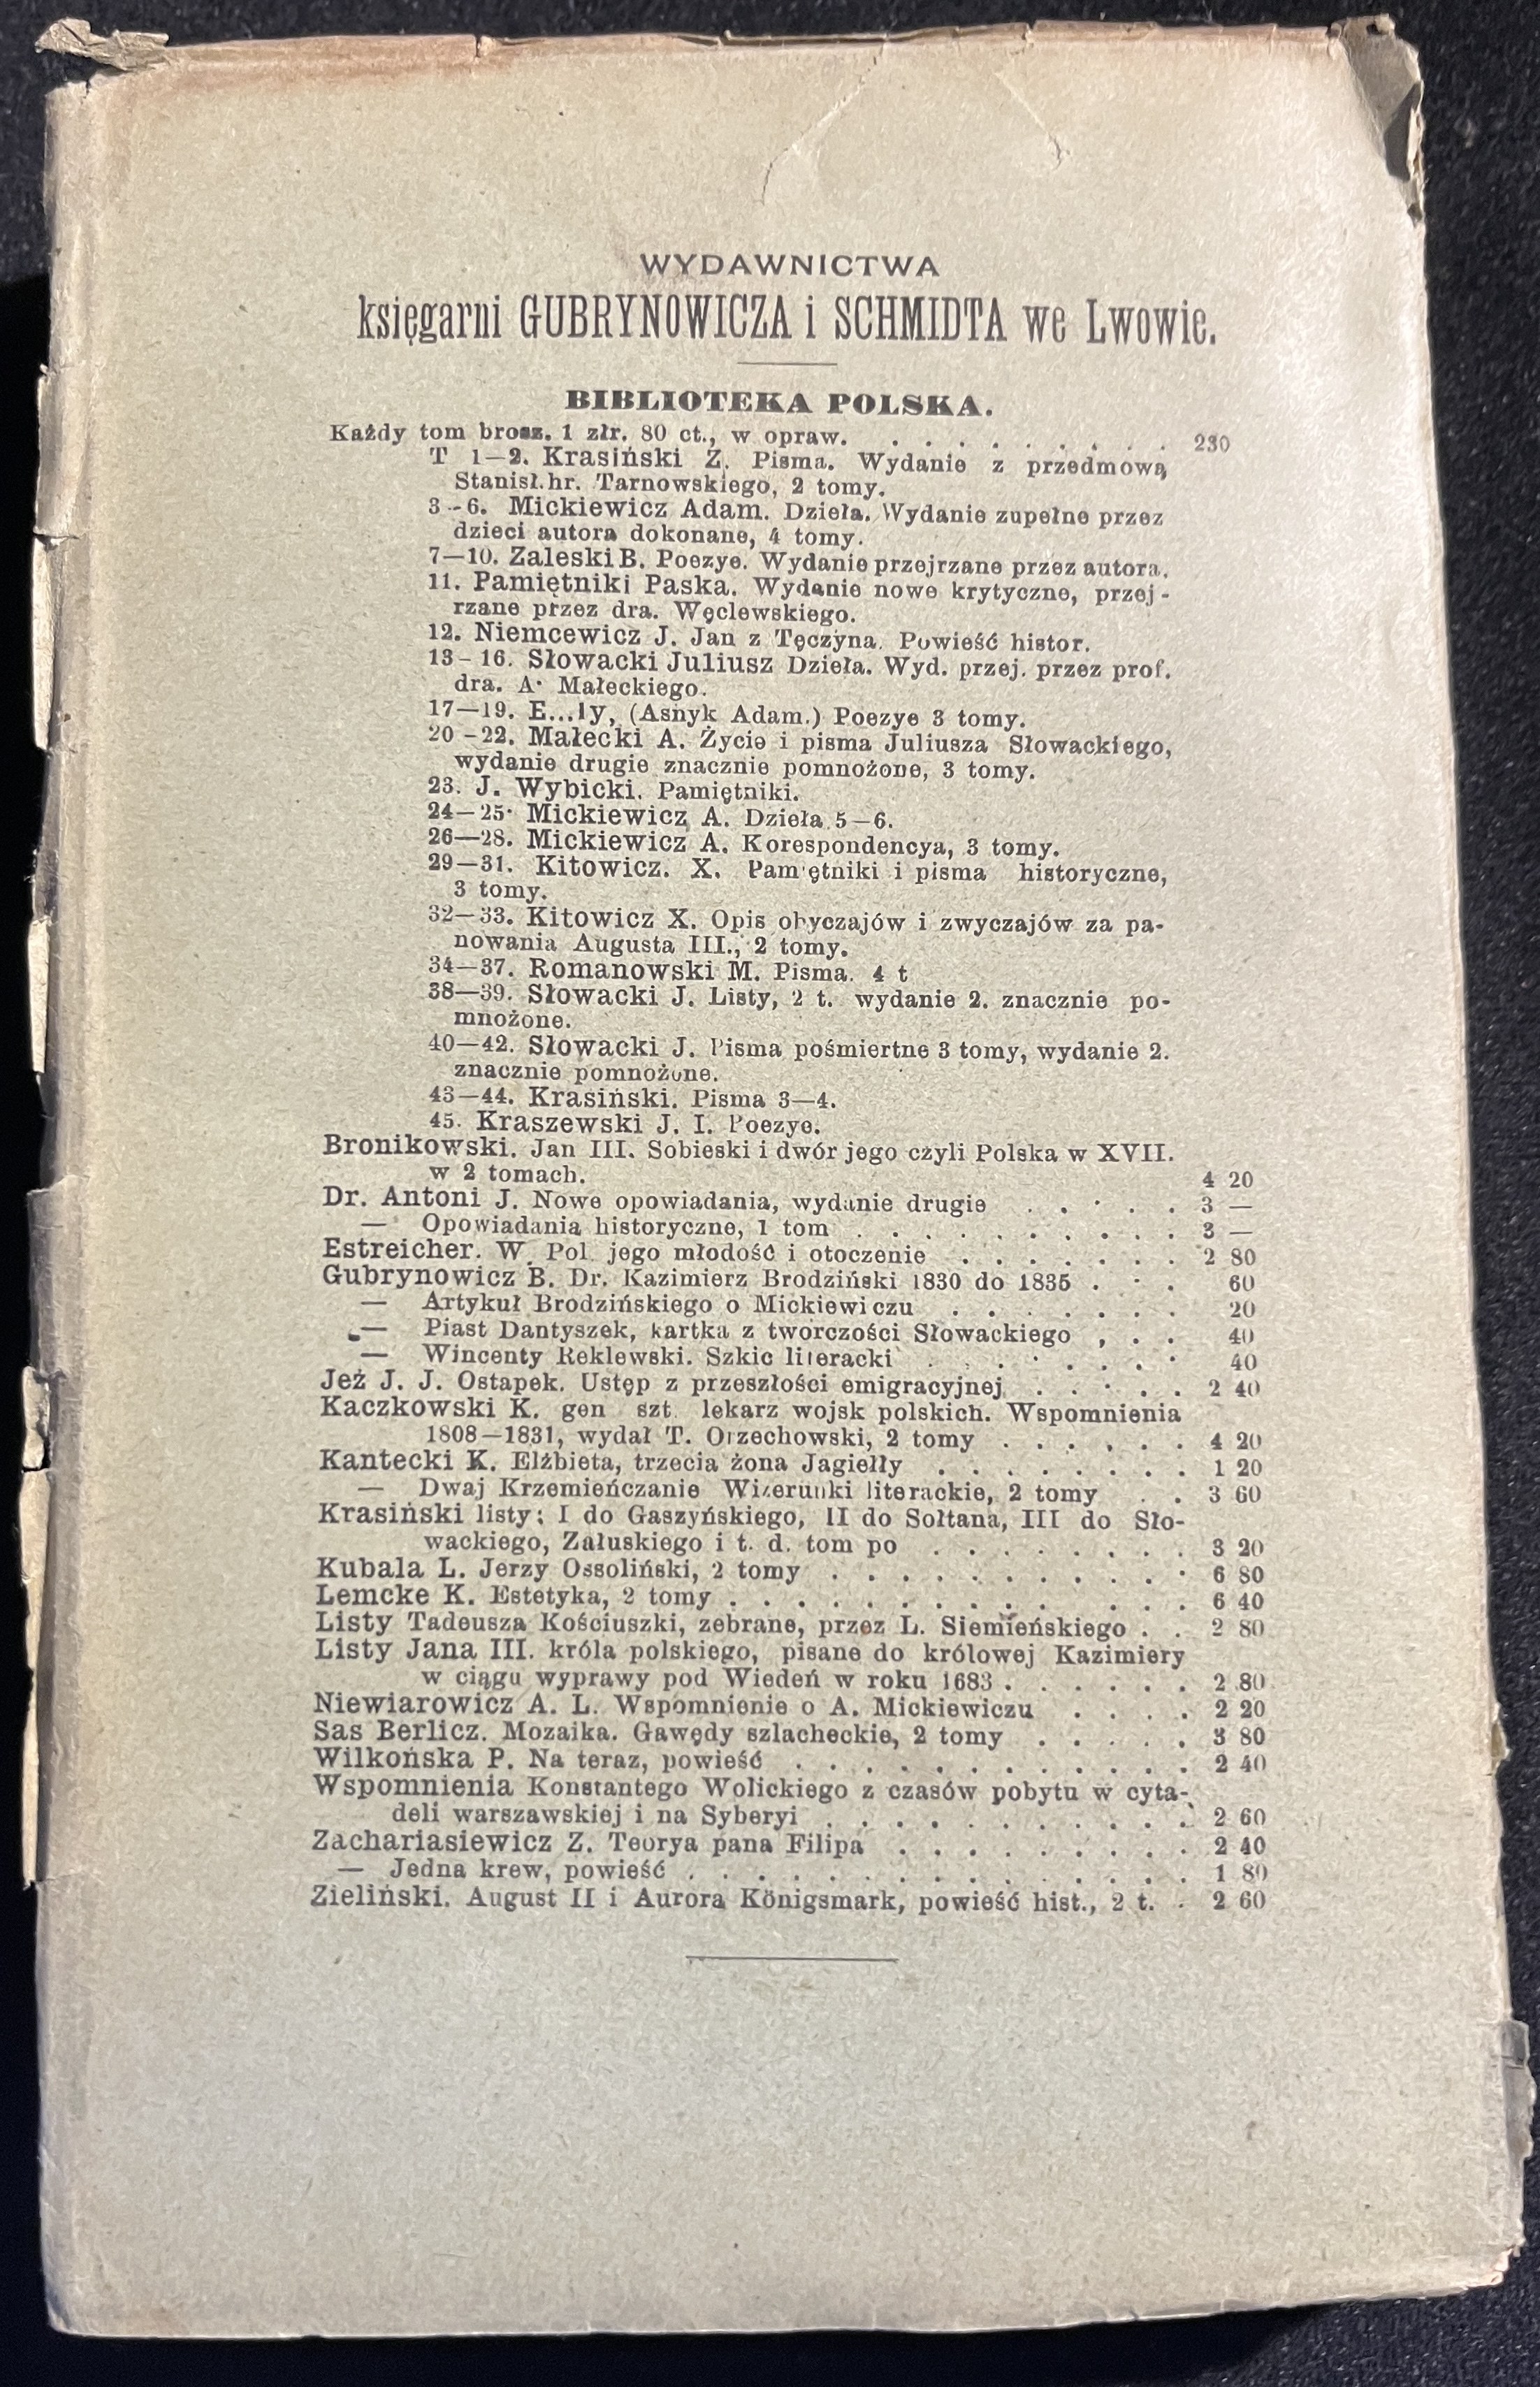 WYDAWNICTWA
księgarni GUBRYNOWICZA i SCHMIDTA we Lwowie.
BIBLIOTEKA POLSKA.
Każdy tom brosz. 1 złr. 80 ct., w opraw. . . . . . . . . . 230
T 1—2. Krasiński Z. Pisma. Wydanie z przedmową
Stanisł. hr. Tarnowskiego, 2 tomy.
3--6. Mickiewicz Adam. Dzieła. Wydanie zupełne przez
dzieci autora dokonane, 4 tomy.
7—10. Zaleski B. Poezye. Wydanie przejrzane przez autora.
11. Pamiętniki Paska. Wydanie nowe krytyczne, przej-
rzane przez dra. Węclewskiego.
12. Niemcewicz J. Jan z Tęczyna. Powieść histor.
13-16. Słowacki Juliusz Dzieła. Wyd. przej. przez prof.
dra. A· Małeckiego.
17—19. E...ly, (Asnyk Adam.) Poezye 3 tomy.
20-22. Małecki A. Życie i pisma Juliusza Słowackiego,
wydanie drugie znacznie pomnożone, 3 tomy.
23. J. Wybicki. Pamiętniki.
24—25· Mickiewicz A. Dzieła 5—6.
26—28. Mickiewicz A. Korespondencya, 3 tomy.
29—31. Kitowicz. X. Pamiętniki i pisma historyczne,
3 tomy.
32—33. Kitowicz X. Opis obyczajów i zwyczajów za pa-
nowania Augusta III., 2 tomy.
34—37. Romanowski M. Pisma. 4 t
38—39. Słowacki J. Listy, 2 t. wydanie 2. znacznie po-
mnożone.
40—42. Słowacki J. Pisma pośmiertne 3 tomy, wydanie 2.
znacznie pomnożone.
43—44. Krasiński. Pisma 3—4.
45. Kraszewski J. I. Poezye.
Bronikowski. Jan III. Sobieski i dwór jego czyli Polska w XVII.
w 2 tomach. 4 20
Dr. Antoni J. Nowe opowiadania, wydanie drugie . . . . . 3 —
— Opowiadania historyczne, 1 tom . . . . . . . . . . 3 —
Estreicher. W. Pol. jego młodość i otoczenie . . . . . . . 2 80
Gubrynowicz B. Dr. Kazimierz Brodziński 1830 do 1835 . . . 60
— Artykuł Brodzińskiego o Mickiewiczu . . . . . . . 20
— Piast Dantyszek, kartka z tworczości Słowackiego , . . 40
— Wincenty Reklewski. Szkic literacki . . . . . . . . 40
Jeż J. J. Ostapek. Ustęp z przeszłości emigracyjnej . . . . . 2 40
Kaczkowski K. gen szt. lekarz wojsk polskich. Wspomnienia
1808—1831, wydał T. Orzechowski, 2 tomy . . . . . . 4 20
Kantecki K. Elżbieta, trzecia żona Jagiełły . . . . . . . . 1 20
— Dwaj Krzemieńczanie Wizerunki literackie, 2 tomy . . 3 60
Krasiński listy; I do Gaszyńskiego, II do Sołtana, III do Sło-
wackiego, Załuskiego i t. d. tom po . . . . . . . . 3 20
Kubala L. Jerzy Ossoliński, 2 tomy . . . . . . . . . . . 6 80
Lemcke K. Estetyka, 2 tomy . . . . . . . . . . . . . 6 40
Listy Tadeusza Kościuszki, zebrane, przez L. Siemieńskiego . . 2 80
Listy Jana III. króla polskiego, pisane do królowej Kazimiery
w ciągu wyprawy pod Wiedeń w roku 1683 . . . . . . 2 80
Niewiarowicz A. L. Wspomnienie o A. Mickiewiczu . . . . 2 20
Sas Berlicz. Mozaika. Gawędy szlacheckie, 2 tomy . . . . . 3 80
Wilkońska P. Na teraz, powieść . . . . . . . . . . . . 2 40
Wspomnienia Konstantego Wolickiego z czasów pobytu w cyta-
deli warszawskiej i na Syberyi . . . . . . . . . . . 2 60
Zachariasiewicz Z. Teorya pana Filipa . . . . . . . . . 2 40
— Jedna krew, powieść . . . . . . . . . . . . . . . 1 80
Zieliński. August II i Aurora Königsmark, powieść hist., 2 t. . 2 60